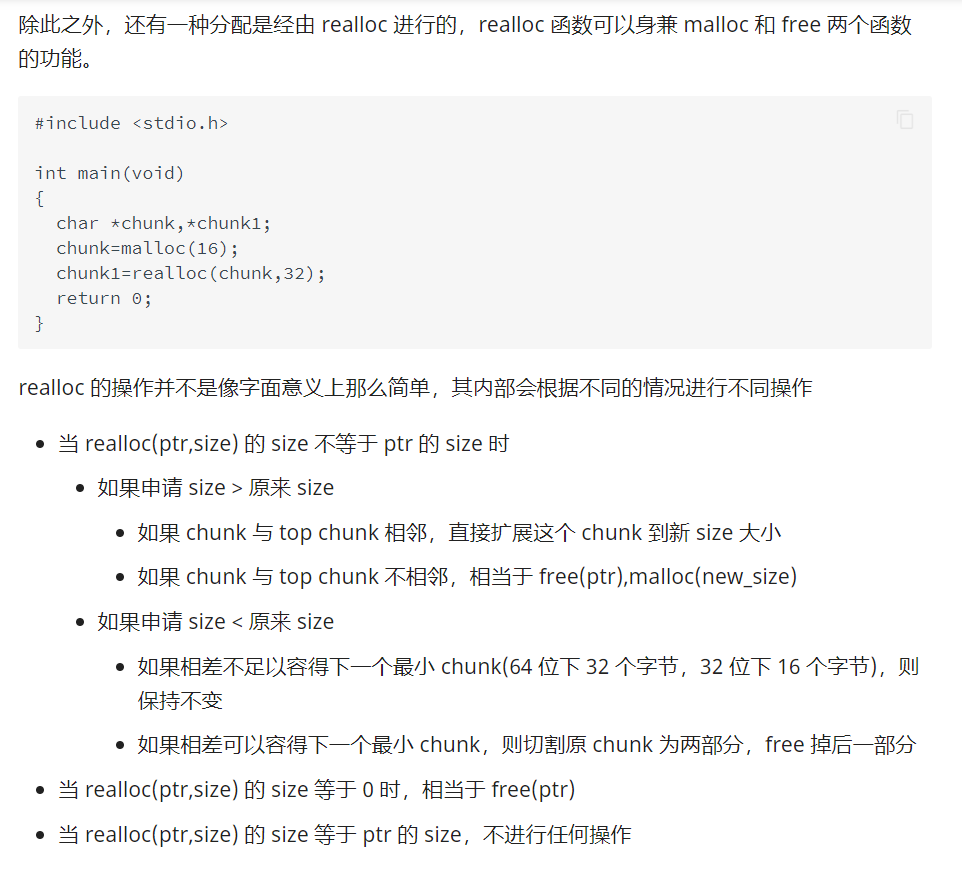 除此之外，还有一种分配是经由 realloc 进行的，realloc 函数可以身兼 malloc 和 free 两个函数
的功能。
#include <stdio.h>
int main(void)
{
  char *chunk,*chunk1;
  chunk=malloc(16);
  chunk1=realloc(chunk,32);
  return 0;
}
realloc 的操作并不是像字面意义上那么简单，其内部会根据不同的情况进行不同操作
• 当 realloc(ptr,size) 的 size 不等于 ptr 的 size 时
• 如果申请 size > 原来 size
• 如果 chunk 与 top chunk 相邻，直接扩展这个 chunk 到新 size 大小
• 如果 chunk 与 top chunk 不相邻，相当于 free(ptr),malloc(new_size)
• 如果申请 size < 原来 size
• 如果相差不足以容得下一个最小 chunk(64 位下 32 个字节，32 位下 16 个字节)，则
保持不变
• 如果相差可以容得下一个最小 chunk，则切割原 chunk 为两部分，free 掉后一部分
• 当 realloc(ptr,size) 的 size 等于 0 时，相当于 free(ptr)
• 当 realloc(ptr,size) 的 size 等于 ptr 的 size，不进行任何操作